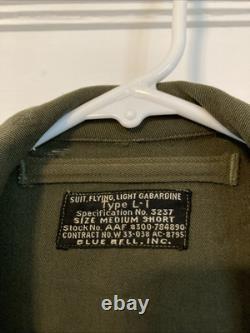 SUIT, FLYING, LIGHT GABARDINE
Type L-1
Specification No. 3237
SIZE MEDIUM SHORT
Stock No. AAF 8300-784890
CONTRACT NO. W 33-038 AC-8795
BLUE BELL, INC.